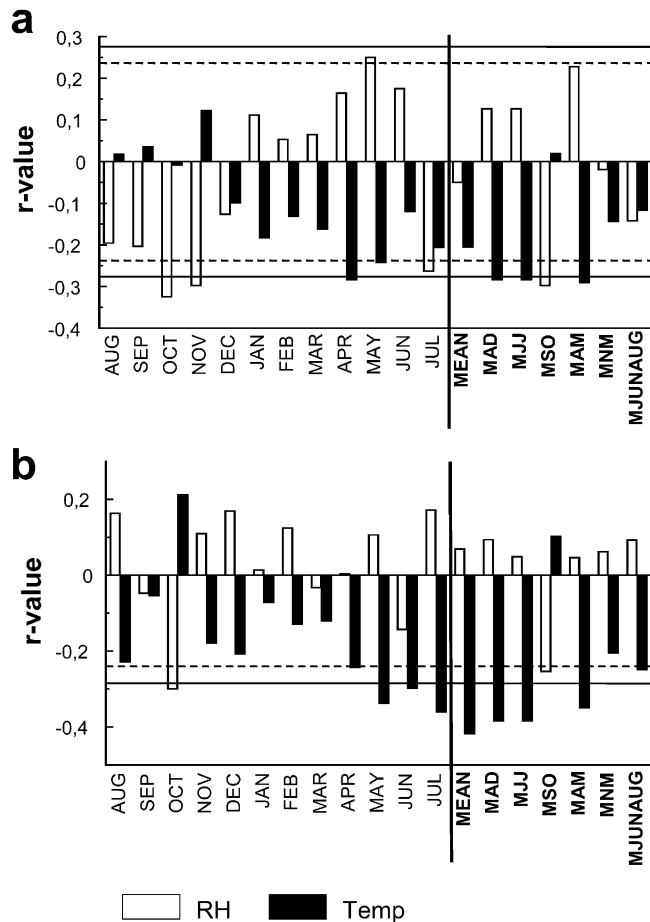 a
0,3
0,2
0,1
0
-0,1
-0,2
-0,3
-0,4
r-value
AUG SEP OCT NOV DEC JAN FEB MAR APR MAY JUN JUL MEAN MAD MJJ MSO MAM MNM MJUNAUG
b
0,2
0
-0,2
-0,4
r-value
AUG SEP OCT NOV DEC JAN FEB MAR APR MAY JUN JUL MEAN MAD MJJ MSO MAM MNM MJUNAUG
RH Temp